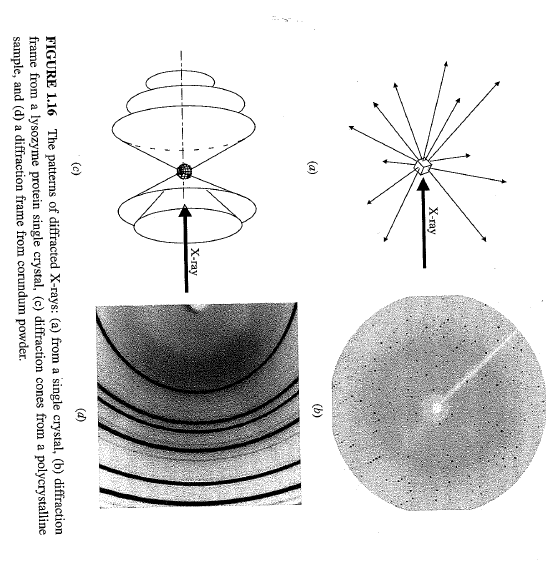 X-ray
(a)
(b)
X-ray
(c)
(d)
FIGURE 1.16 The patterns of diffracted X-rays: (a) from a single crystal, (b) diffraction
frame from a lysozyme protein single crystal, (c) diffraction cones from a polycrystalline
sample, and (d) a diffraction frame from corundum powder.